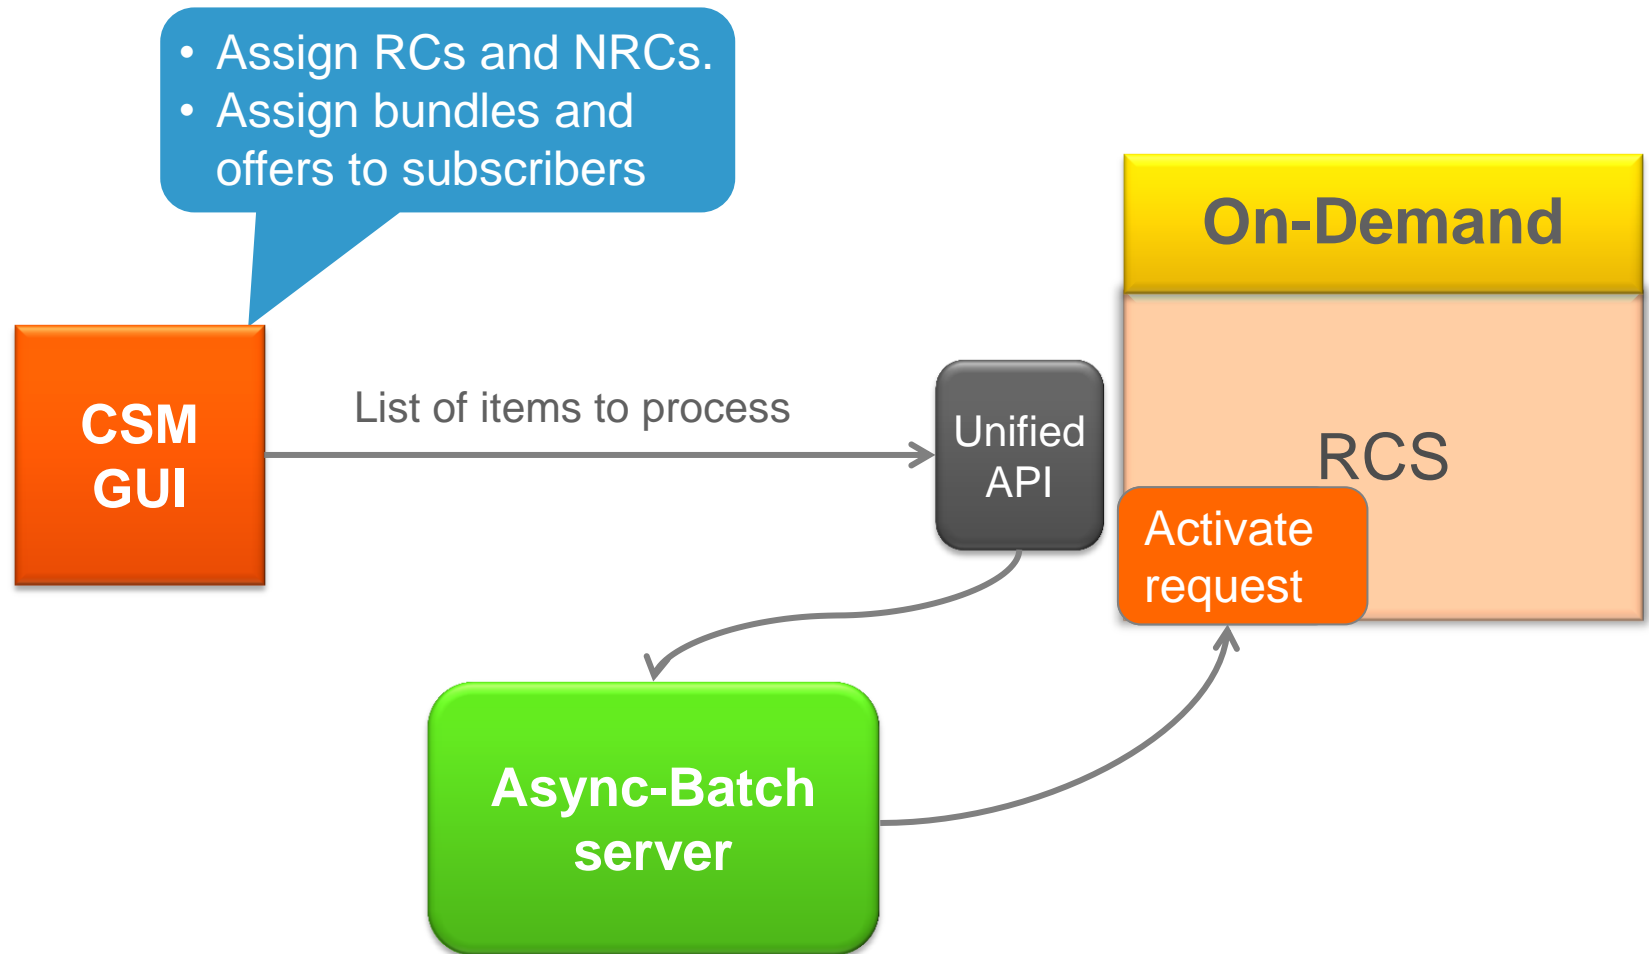 • Assign RCs and NRCs.
• Assign bundles and
offers to subscribers
On-Demand
CSM
GUI
List of items to process
Unified
API
RCS
Activate
request
Async-Batch
server